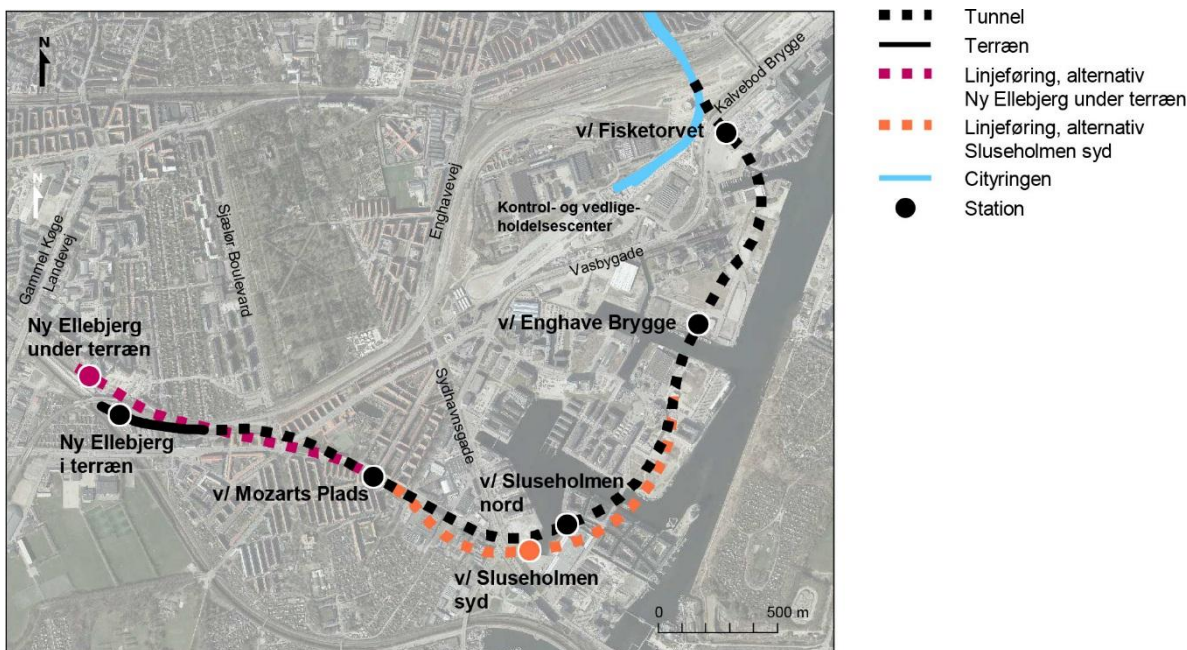 N
Kalvebod Brygge
v/ Fisketorvet
Enghavevej
Kontrol- og vedlige-
holdelsescenter
Sjælør Boulevard
Gammel Køge
Landevej
Vasbygade
Ny Ellebjerg
under terræn
v/ Enghave Brygge
Sydhavnsgade
Ny Ellebjerg
i terræn
v/ Mozarts Plads
v/ Sluseholmen
nord
v/ Sluseholmen
syd
0 500 m
Tunnel
Terræn
Linjeføring, alternativ
Ny Ellebjerg under terræn
Linjeføring, alternativ
Sluseholmen syd
Cityringen
Station